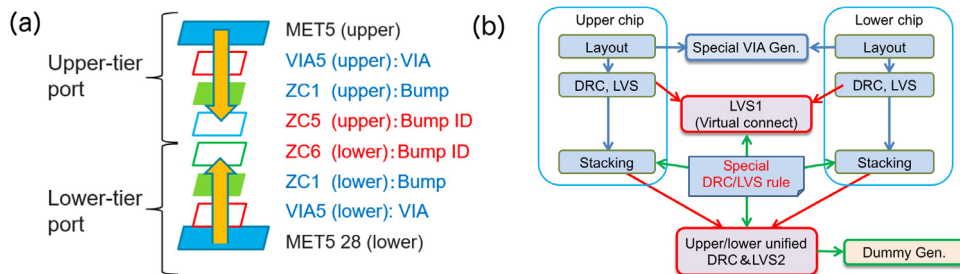 (a)
Upper-tier
port
Lower-tier
port
MET5 (upper)
VIA5 (upper): VIA
ZC1 (upper): Bump
ZC5 (upper): Bump ID
ZC6 (lower): Bump ID
ZC1 (lower): Bump
VIA5 (lower): VIA
MET5 28 (lower)
(b)
Upper chip
Lower chip
Layout
Special VIA Gen.
Layout
DRC, LVS
DRC, LVS
LVS1
(Virtual connect)
Stacking
Special
DRC/LVS rule
Stacking
Upper/lower unified
DRC&LVS2
Dummy Gen.